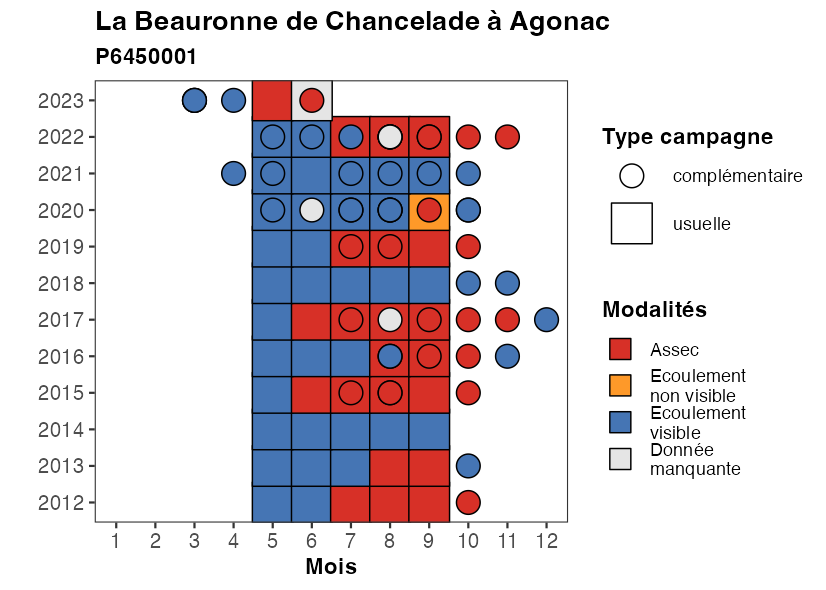 La Beauronne de Chancelade à Agonac
P6450001
2023
2022
2021
2020
2019
2018
2017
2016
2015
2014
2013
2012
1 2 3 4 5 6 7 8 9 10 11 12
Mois
Type campagne
complémentaire
usuelle
Modalités
Assec
Ecoulement
non visible
Ecoulement
visible
Donnée
manquante